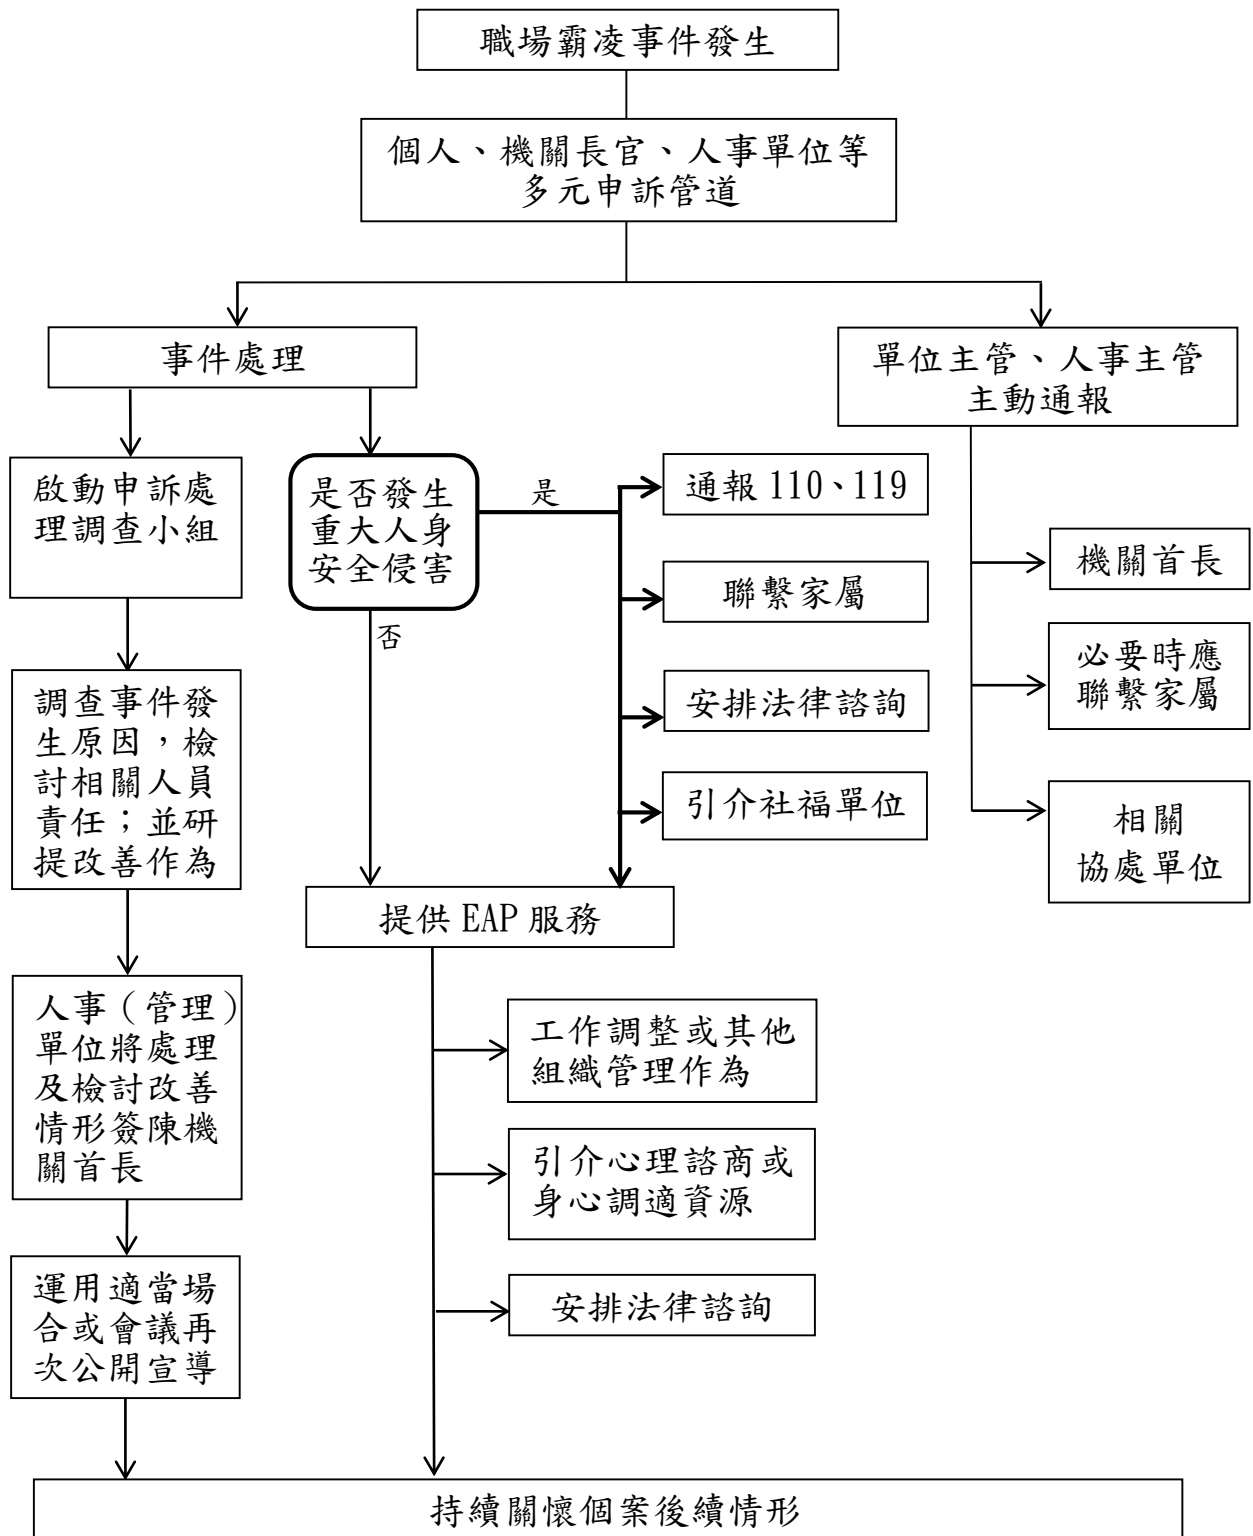 職場霸凌事件發生
個人、機關長官、人事單位等
多元申訴管道
事件處理
單位主管、人事主管
主動通報
啟動申訴處
理調查小組
是否發生
重大人身
安全侵害
是
否
通報 110、119
聯繫家屬
安排法律諮詢
引介社福單位
機關首長
必要時應
聯繫家屬
相關
協處單位
調查事件發
生原因，檢
討相關人員
責任；並研
提改善作為
提供 EAP 服務
人事（管理）
單位將處理
及檢討改善
情形簽陳機
關首長
工作調整或其他
組織管理作為
引介心理諮商或
身心調適資源
安排法律諮詢
運用適當場
合或會議再
次公開宣導
持續關懷個案後續情形